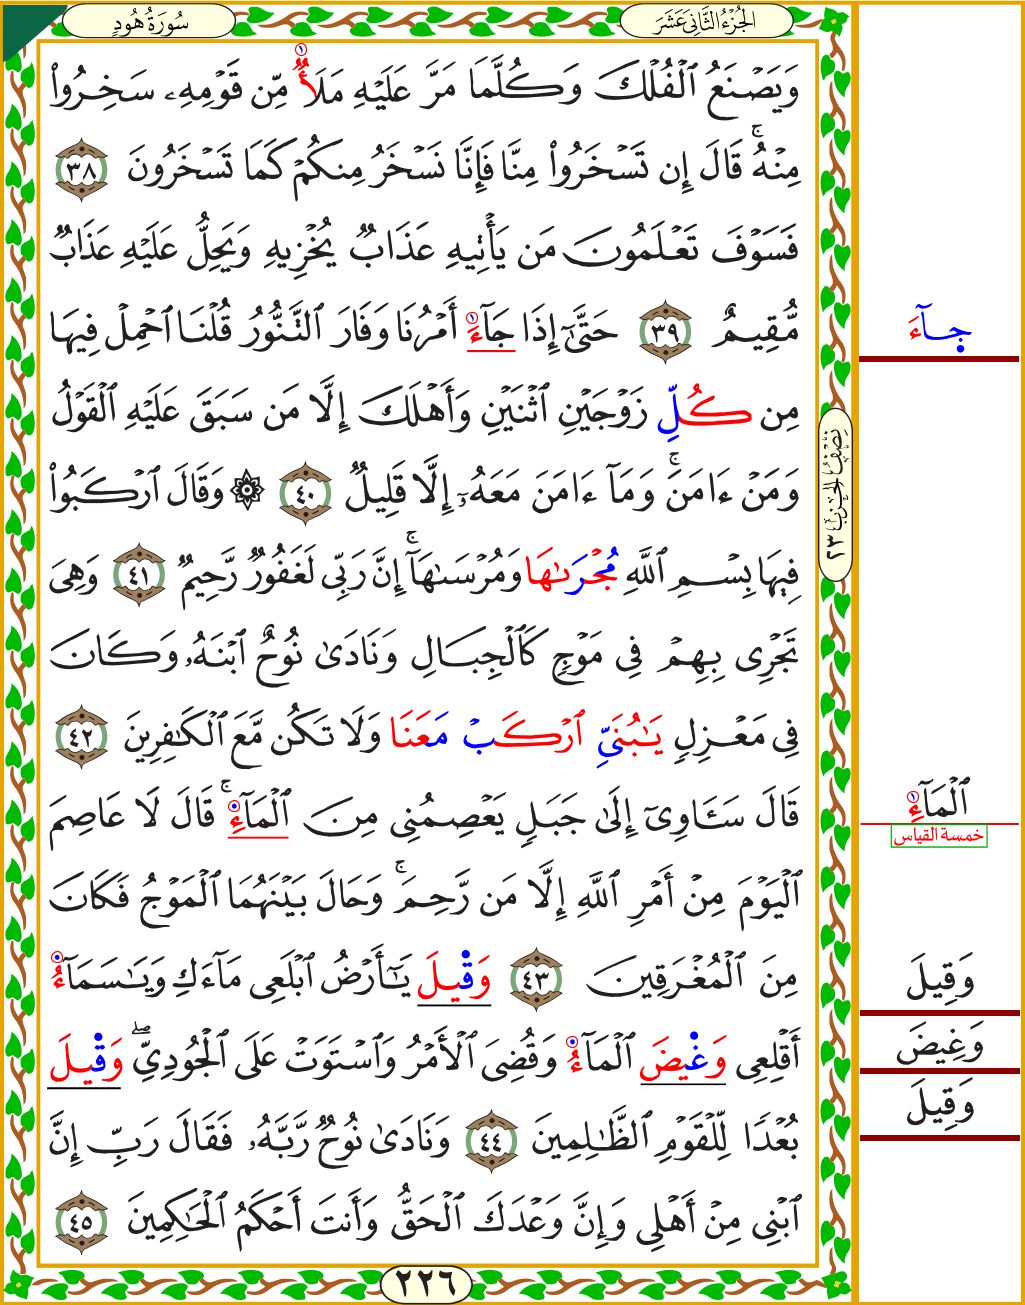 الجُزْءُ الثَّانِيَ عَشَرَ
سُورَةُ هُودٍ
وَيَصْنَعُ ٱلْفُلْكَ وَكُلَّمَا مَرَّ عَلَيْهِ مَلَأٌ مِّن قَوْمِهِۦ سَخِرُوا۟
مِنْهُ ۚ قَالَ إِن تَسْخَرُوا۟ مِنَّا فَإِنَّا نَسْخَرُ مِنكُمْ كَمَا تَسْخَرُونَ ٣٨
فَسَوْفَ تَعْلَمُونَ مَن يَأْتِيهِ عَذَابٌ يُخْزِيهِ وَيَحِلُّ عَلَيْهِ عَذَابٌ
مُّقِيمٌ ٣٩ حَتَّىٰٓ إِذَا جَآءَ أَمْرُنَا وَفَارَ ٱلتَّنُّورُ قُلْنَا ٱحْمِلْ فِيهَا
جآءَ
مِن كُلِّ زَوْجَيْنِ ٱثْنَيْنِ وَأَهْلَكَ إِلَّا مَن سَبَقَ عَلَيْهِ ٱلْقَوْلُ
وَمَنْ ءَامَنَ ۚ وَمَآ ءَامَنَ مَعَهُۥٓ إِلَّا قَلِيلٌ ٤٠ ۞ وَقَالَ ٱرْكَبُوا۟
نصف الحزب ٢٣
فِيهَا بِسْمِ ٱللَّهِ مُجْرَىٰهَا وَمُرْسَىٰهَآ ۚ إِنَّ رَبِّى لَغَفُورٌ رَّحِيمٌ ٤١ وَهِىَ
تَجْرِى بِهِمْ فِى مَوْجٍ كَٱلْجِبَالِ وَنَادَىٰ نُوحٌ ٱبْنَهُۥ وَكَانَ
فِى مَعْزِلٍ يَٰبُنَىِّ ٱرْكَبْ مَعَنَا وَلَا تَكُن مَّعَ ٱلْكَٰفِرِينَ ٤٢
قَالَ سَـَٔاوِىٓ إِلَىٰ جَبَلٍ يَعْصِمُنِى مِنَ ٱلْمَآءِ ۚ قَالَ لَا عَاصِمَ
ٱلْمَآءِ
خمسة القياس
ٱلْيَوْمَ مِنْ أَمْرِ ٱللَّهِ إِلَّا مَن رَّحِمَ ۚ وَحَالَ بَيْنَهُمَا ٱلْمَوْجُ فَكَانَ
مِنَ ٱلْمُغْرَقِينَ ٤٣ وَقِيلَ يَٰٓأَرْضُ ٱبْلَعِى مَآءَكِ وَيَٰسَمَآءُ
وَقِيلَ
أَقْلِعِى وَغِيضَ ٱلْمَآءُ وَقُضِىَ ٱلْأَمْرُ وَٱسْتَوَتْ عَلَى ٱلْجُودِىِّ ۖ وَقِيلَ
وَغِيضَ
وَقِيلَ
بُعْدًا لِّلْقَوْمِ ٱلظَّٰلِمِينَ ٤٤ وَنَادَىٰ نُوحٌ رَّبَّهُۥ فَقَالَ رَبِّ إِنَّ
ٱبْنِى مِنْ أَهْلِى وَإِنَّ وَعْدَكَ ٱلْحَقُّ وَأَنتَ أَحْكَمُ ٱلْحَٰكِمِينَ ٤٥
٢٢٦